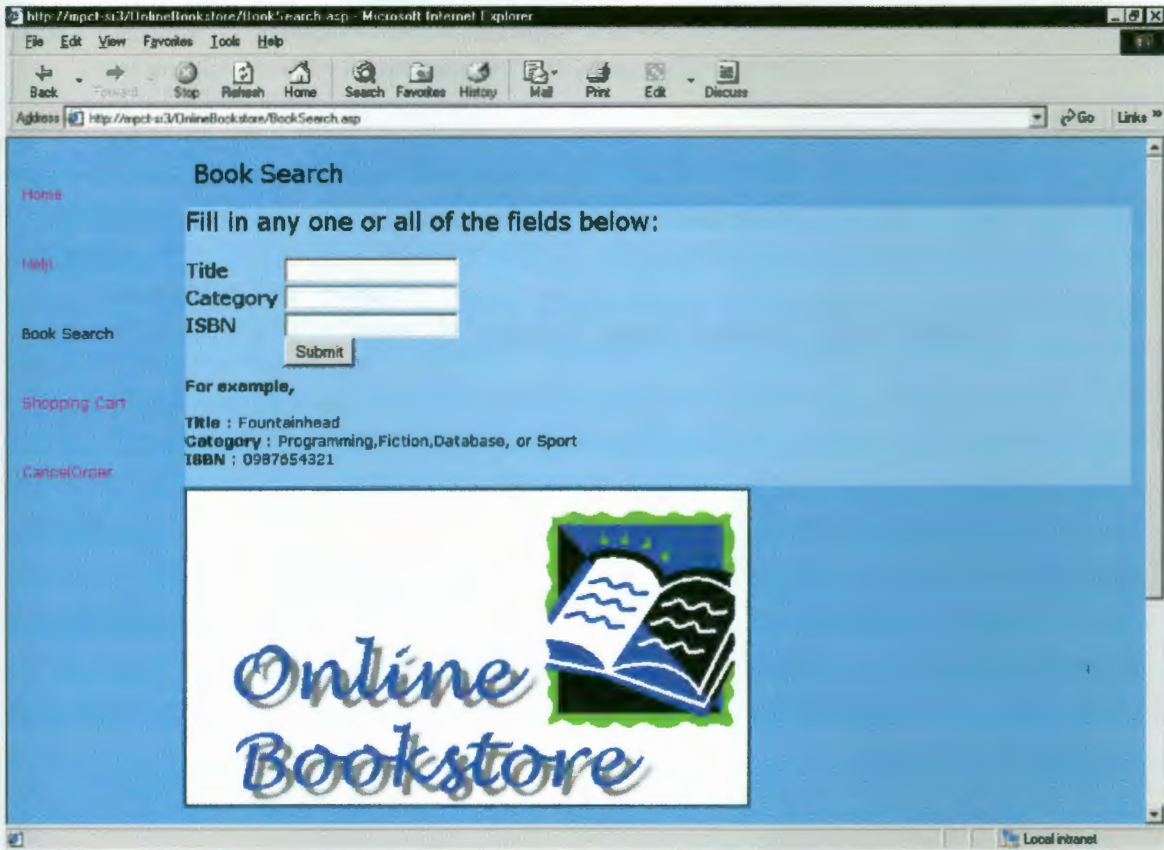 http://mpct-sr3/OnlineBookstore/BookSearch.asp - Microsoft Internet Explorer
File Edit View Favorites Tools Help
Back Forward Stop Refresh Home Search Favorites History Mail Print Edit Discuss
Address http://mpct-sr3/OnlineBookstore/BookSearch.asp Go Links »
Book Search
Home
Help
Book Search
Shopping Cart
CancelOrder
Fill in any one or all of the fields below:
Title
Category
ISBN
Submit
For example,
Title : Fountainhead
Category : Programming,Fiction,Database, or Sport
ISBN : 0987654321
Online
Bookstore
Local intranet